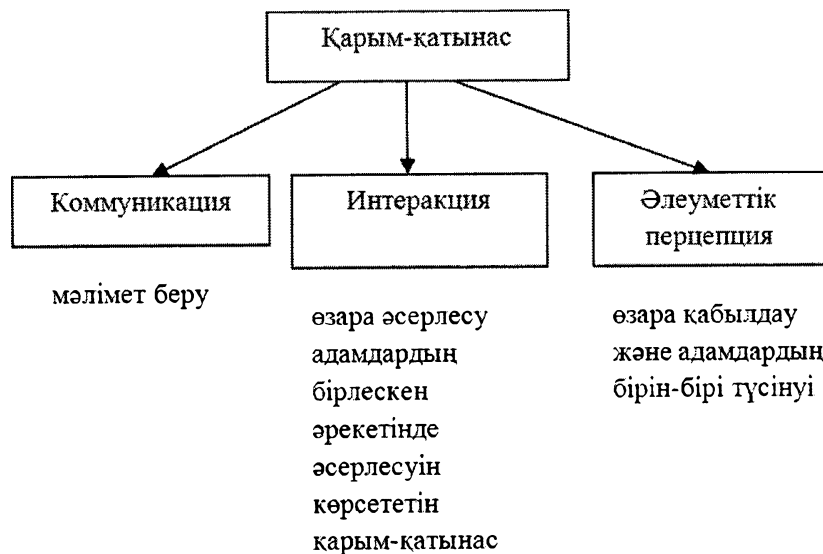 Қарым-қатынас
Коммуникация
мәлімет беру
Интеракция
өзара әсерлесу
адамдардың
бірлескен
әрекетінде
әсерлесуін
көрсететін
қарым-қатынас
Әлеуметтік
перцепция
өзара қабылдау
және адамдардың
бірін-бірі түсінуі